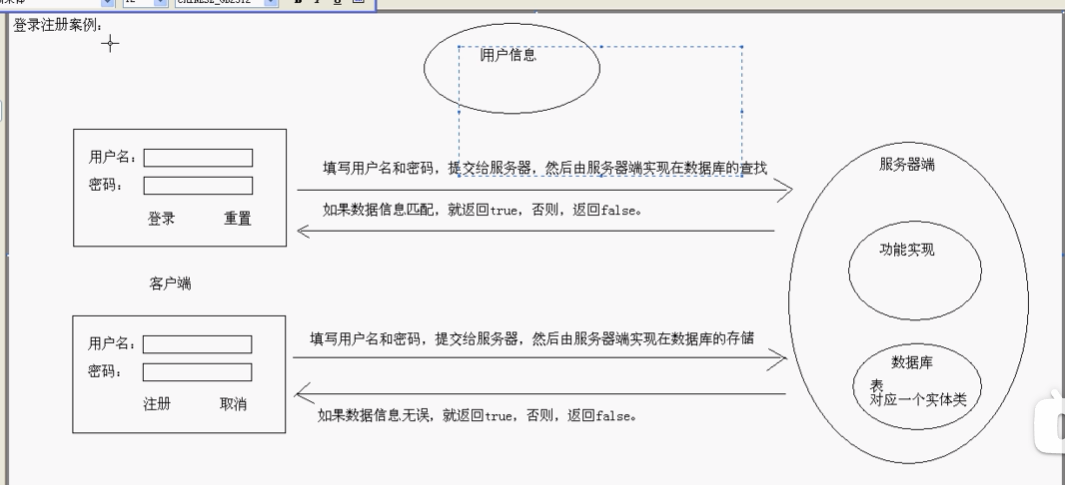 登录注册案例:
用户信息
用户名:
密码:
登录 重置
填写用户名和密码，提交给服务器，然后由服务器端实现在数据库的查找
如果数据信息匹配，就返回true，否则，返回false。
服务器端
功能实现
客户端
用户名:
密码:
注册 取消
填写用户名和密码，提交给服务器，然后由服务器端实现在数据库的存储
如果数据信息无误，就返回true，否则，返回false。
数据库
表
对应一个实体类